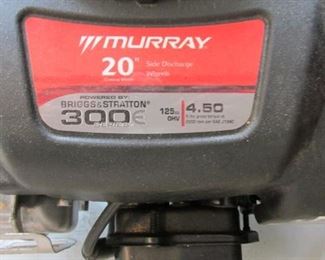 MURRAY
20" Side Discharge
POWERED BY:
BRIGGS&STRATTON®
300E 125cc 4.50
SERIES OHV